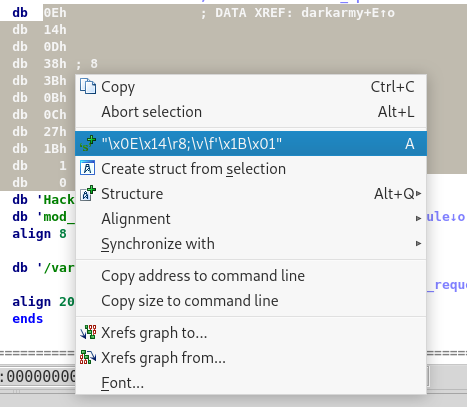 db 0Eh ; DATA XREF: darkarmy+E↑o
db 14h
db 0Dh
db 38h ; 8
db 3Bh
db 0Bh
db 0Ch
db 27h
db 1Bh
db 1
db 0
db 'Hack
db 'mod_ ule↓o
align 8
db '/var _reque
align 20
ends
:00000000
Copy Ctrl+C
Abort selection Alt+L
"\x0E\x14\r8;\v\f'\x1B\x01" A
Create struct from selection
Structure Alt+Q
Alignment
Synchronize with
Copy address to command line
Copy size to command line
Xrefs graph to...
Xrefs graph from...
Font...